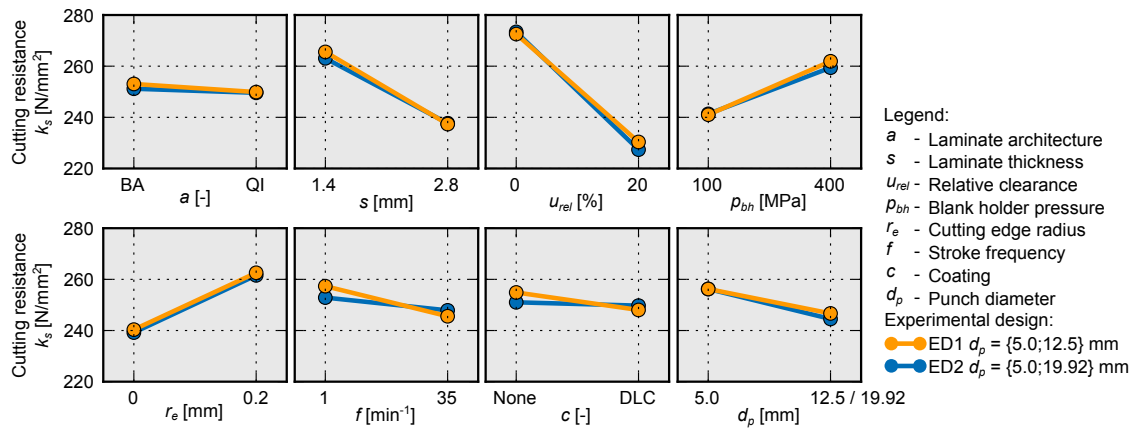 Cutting resistance
kₛ [N/mm²]
280
260
240
220
BA QI
a [-]
1.4 2.8
s [mm]
0 20
u_rel [%]
100 400
p_bh [MPa]
Cutting resistance
kₛ [N/mm²]
280
260
240
220
0 0.2
r_e [mm]
1 35
f [min⁻¹]
None DLC
c [-]
5.0 12.5 / 19.92
d_p [mm]
Legend:
a - Laminate architecture
s - Laminate thickness
u_rel - Relative clearance
p_bh - Blank holder pressure
r_e - Cutting edge radius
f - Stroke frequency
c - Coating
d_p - Punch diameter
Experimental design:
ED1 d_p = {5.0;12.5} mm
ED2 d_p = {5.0;19.92} mm